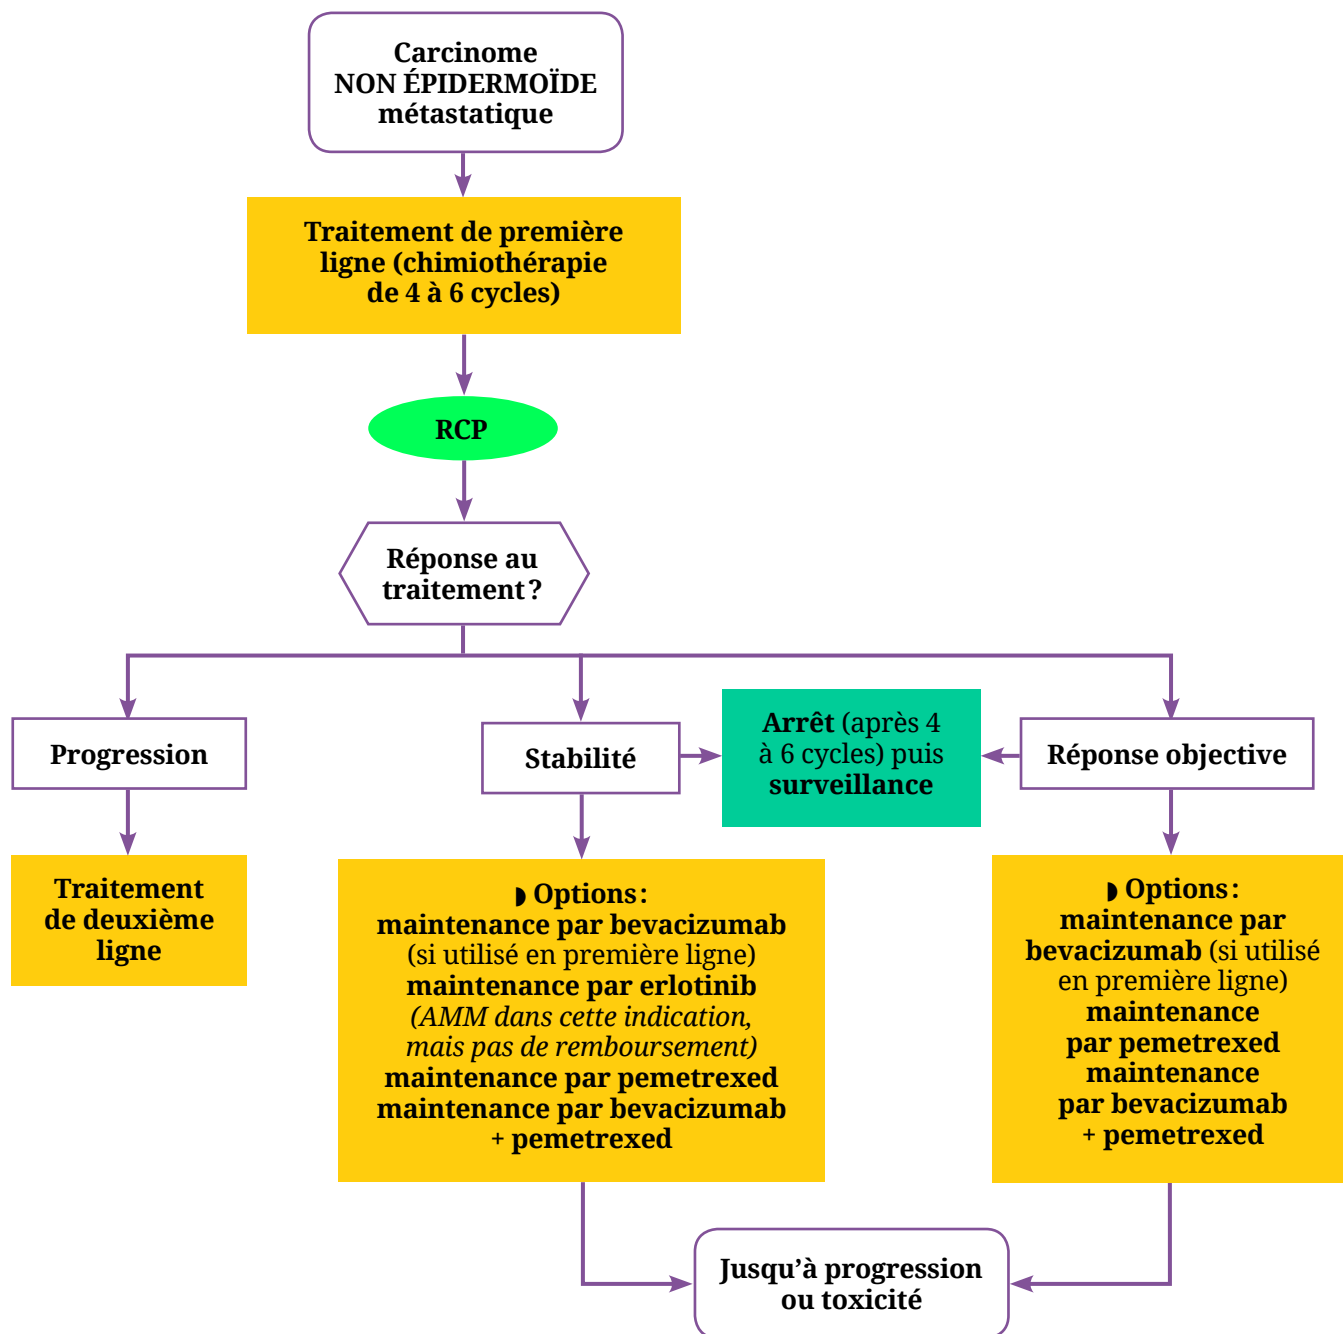 Carcinome
NON ÉPIDERMOÏDE
métastatique
Traitement de première
ligne (chimiothérapie
de 4 à 6 cycles)
RCP
Réponse au
traitement ?
Progression
Stabilité
Arrêt (après 4
à 6 cycles) puis
surveillance
Réponse objective
Traitement
de deuxième
ligne
◗ Options :
maintenance par bevacizumab
(si utilisé en première ligne)
maintenance par erlotinib
(AMM dans cette indication,
mais pas de remboursement)
maintenance par pemetrexed
maintenance par bevacizumab
+ pemetrexed
◗ Options :
maintenance par
bevacizumab (si utilisé
en première ligne)
maintenance
par pemetrexed
maintenance
par bevacizumab
+ pemetrexed
Jusqu’à progression
ou toxicité